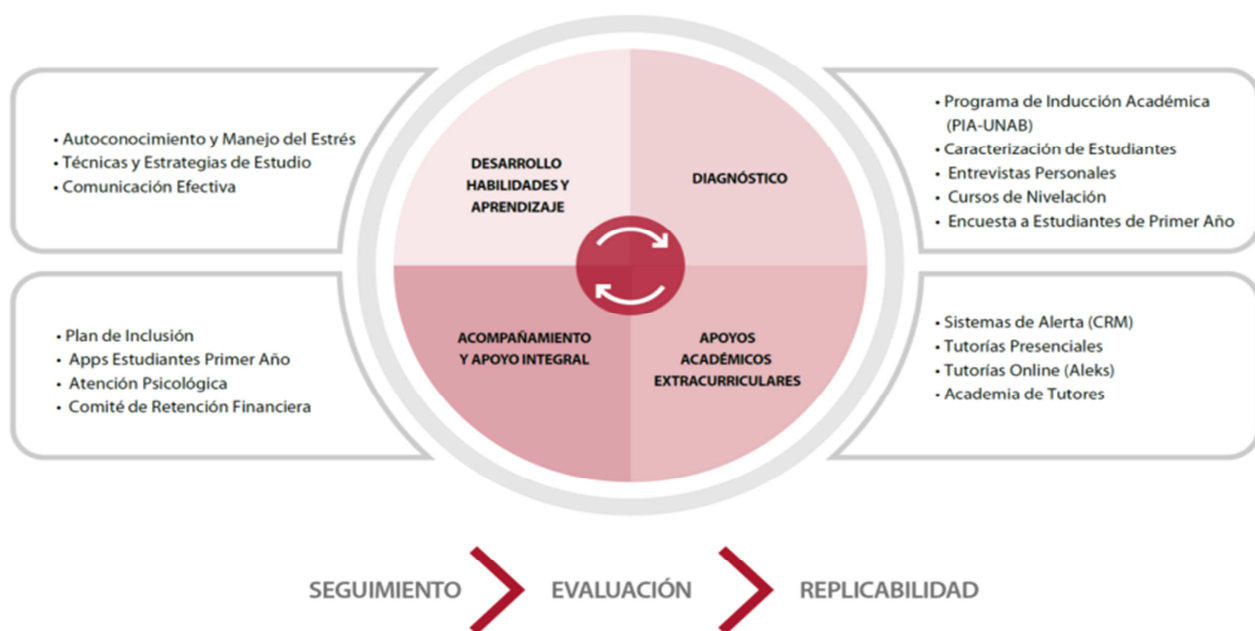 • Autoconocimiento y Manejo del Estrés
• Técnicas y Estrategias de Estudio
• Comunicación Efectiva
DESARROLLO
HABILIDADES Y
APRENDIZAJE
DIAGNÓSTICO
• Programa de Inducción Académica
(PIA-UNAB)
• Caracterización de Estudiantes
• Entrevistas Personales
• Cursos de Nivelación
• Encuesta a Estudiantes de Primer Año
• Plan de Inclusión
• Apps Estudiantes Primer Año
• Atención Psicológica
• Comité de Retención Financiera
ACOMPAÑAMIENTO
Y APOYO INTEGRAL
APOYOS
ACADÉMICOS
EXTRACURRICULARES
• Sistemas de Alerta (CRM)
• Tutorías Presenciales
• Tutorías Online (Aleks)
• Academia de Tutores
SEGUIMIENTO EVALUACIÓN REPLICABILIDAD